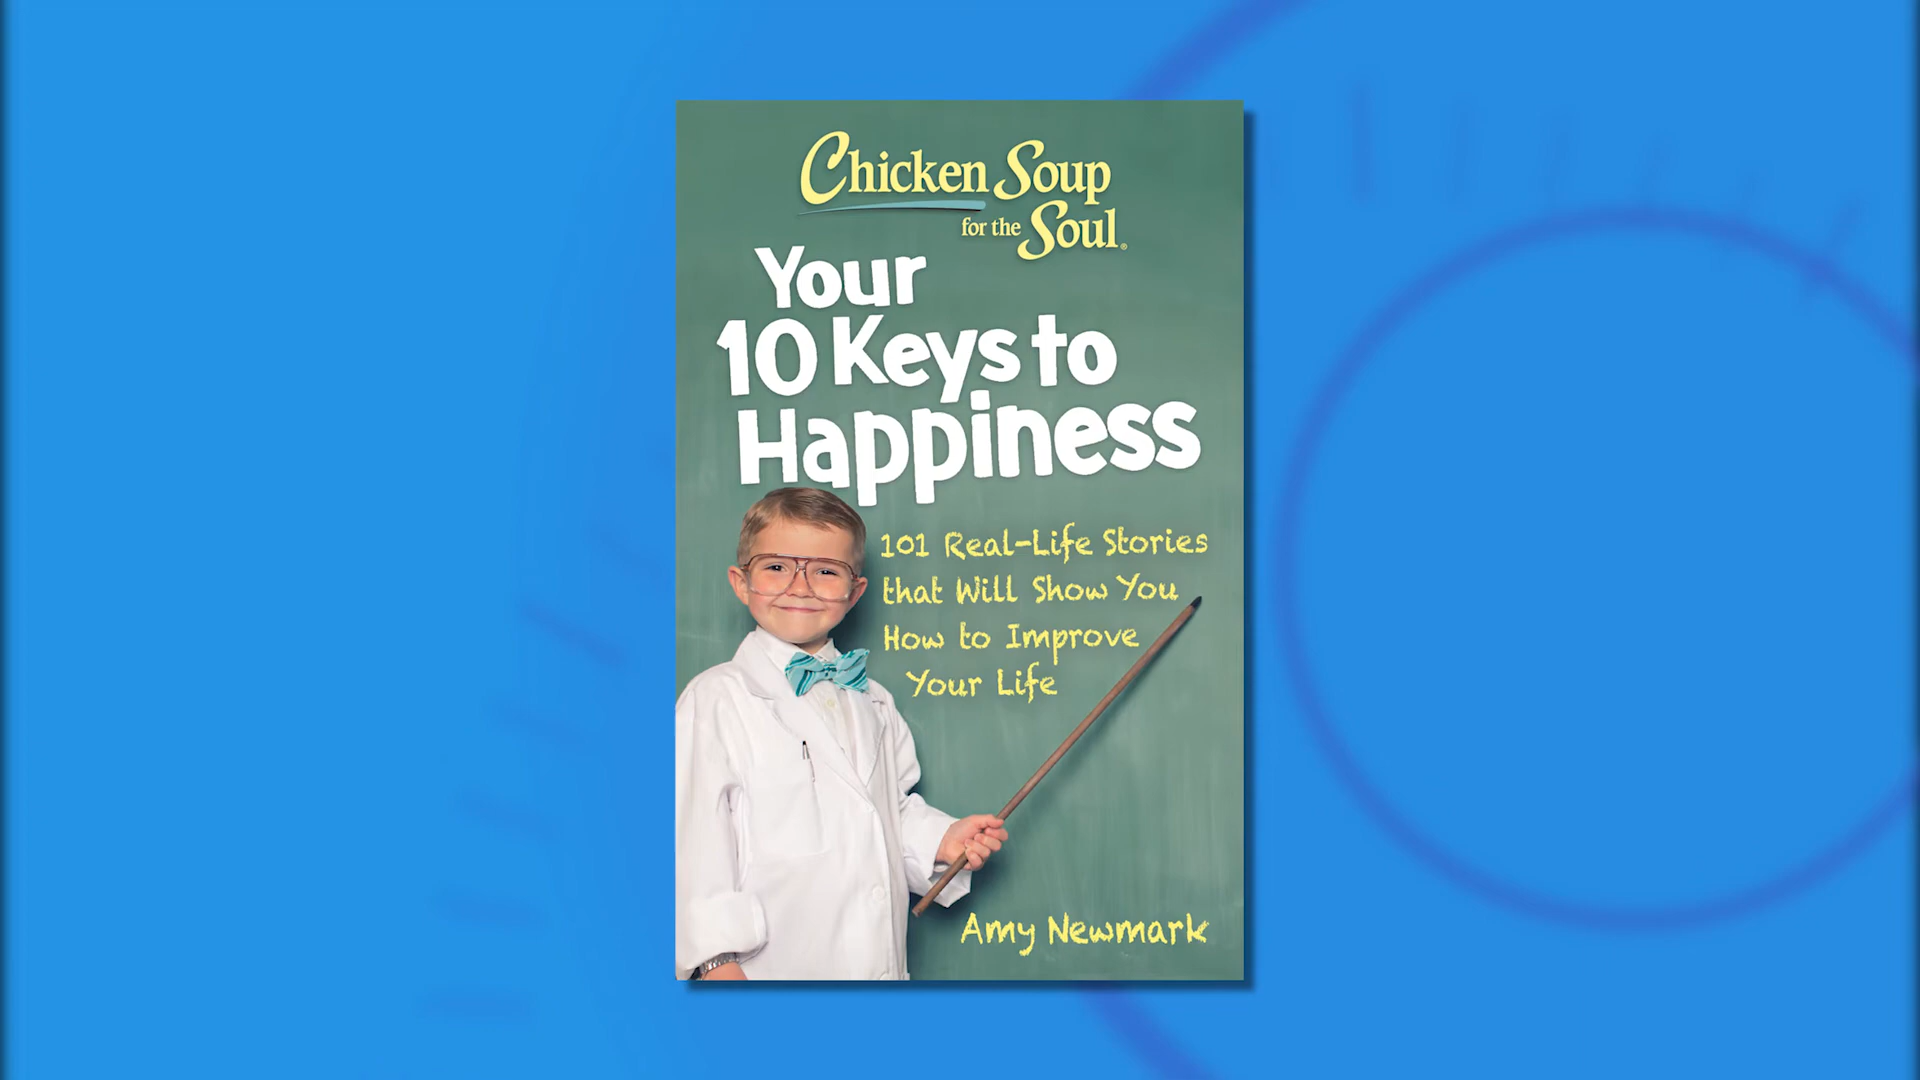 Chicken Soup
for the Soul®
Your
10 Keys to
Happiness
101 Real-Life Stories
that Will Show You
How to Improve
Your Life
Amy Newmark